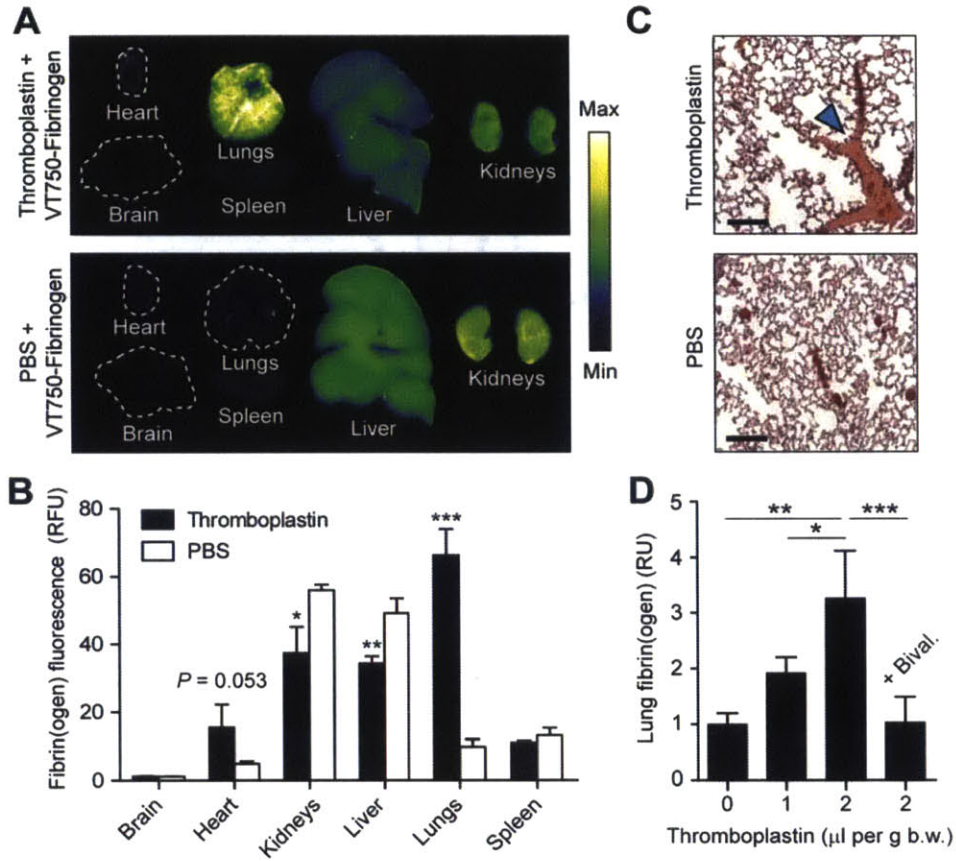 A
Thromboplastin +
VT750-Fibrinogen
Heart
Lungs
Kidneys
Brain
Spleen
Liver
PBS +
VT750-Fibrinogen
Heart
Lungs
Kidneys
Brain
Spleen
Liver
Max
Min
C
Thromboplastin
PBS
B
Fibrin(ogen) fluorescence (RFU)
80
60
40
20
0
Thromboplastin
PBS
P = 0.053
*
**
***
Brain
Heart
Kidneys
Liver
Lungs
Spleen
D
Lung fibrin(ogen) (RU)
5
4
3
2
1
0
**
***
*
+ Bival.
0 1 2 2
Thromboplastin (µl per g b.w.)